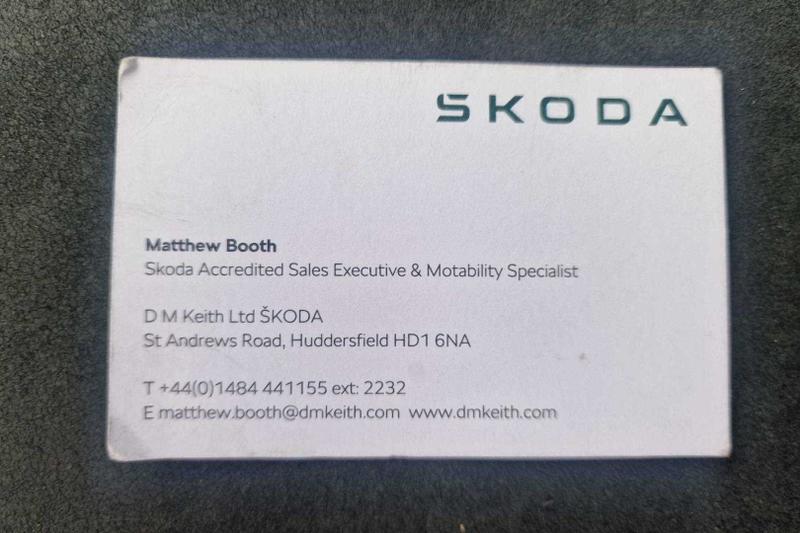 ŠKODA
Matthew Booth
Skoda Accredited Sales Executive & Motability Specialist
D M Keith Ltd ŠKODA
St Andrews Road, Huddersfield HD1 6NA
T +44(0)1484 441155 ext: 2232
E matthew.booth@dmkeith.com www.dmkeith.com